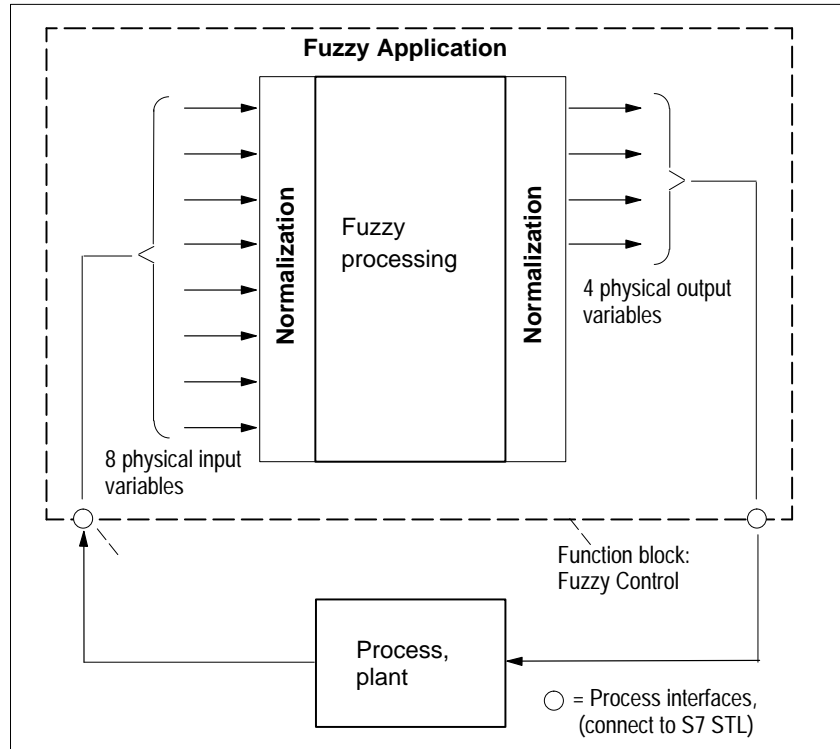 Fuzzy Application
Normalization
Fuzzy
processing
Normalization
4 physical output
variables
8 physical input
variables
Function block:
Fuzzy Control
Process,
plant
= Process interfaces,
(connect to S7 STL)